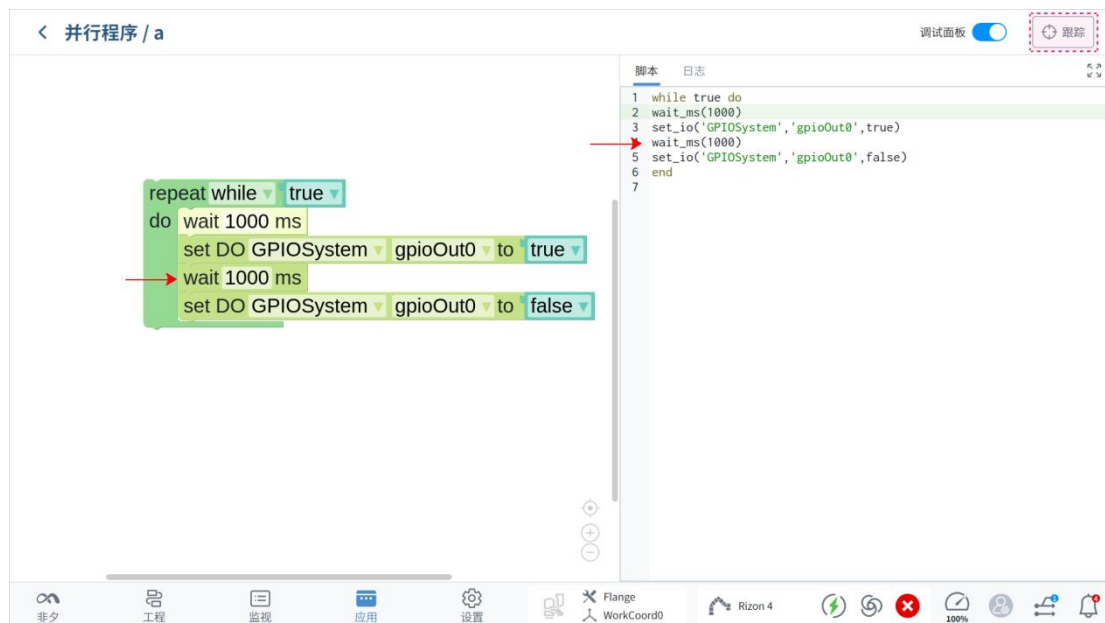 并行程序 / a
调试面板
跟踪
脚本 日志
1 while true do
2 wait_ms(1000)
3 set_io('GPIOSystem','gpioOut0',true)
wait_ms(1000)
5 set_io('GPIOSystem','gpioOut0',false)
6 end
7
repeat while true
do wait 1000 ms
set DO GPIOSystem gpioOut0 to true
wait 1000 ms
set DO GPIOSystem gpioOut0 to false
非夕
工程
监视
应用
设置
Flange
WorkCoord0
Rizon 4
100%